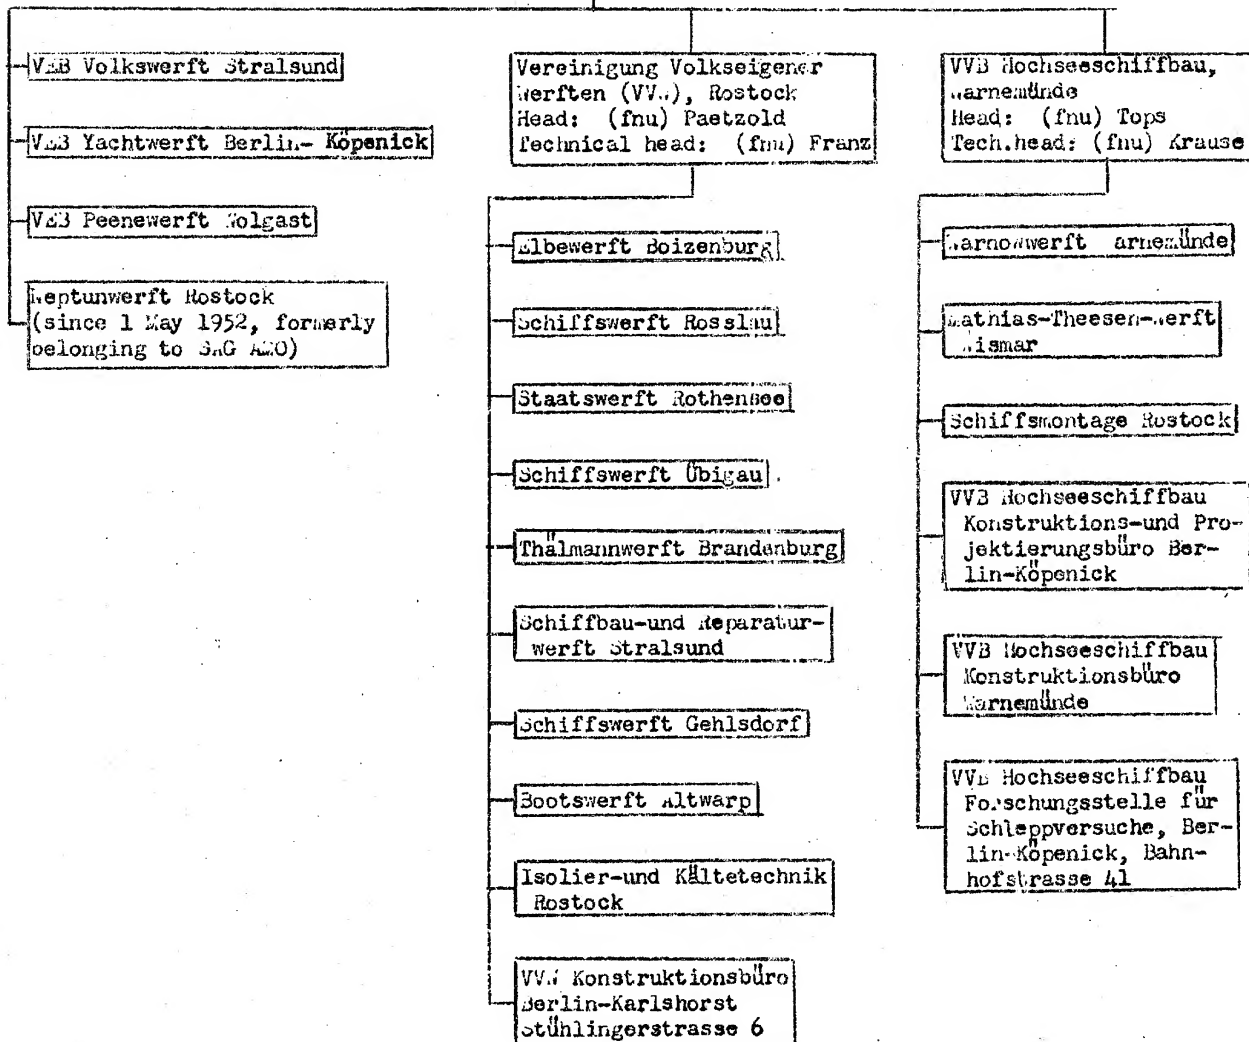 VEB Volkswerft Stralsund
VEB Yachtwerft Berlin- Köpenick
VEB Peenewerft Wolgast
Neptunwerft Rostock
(since 1 May 1952, formerly
belonging to SAG AMO)
Vereinigung Volkseigener
Werften (VVW), Rostock
Head: (fnu) Paetzold
Technical head: (fnu) Franz
Elbewerft Boizenburg
Schiffswerft Rosslau
Staatswerft Rothensee
Schiffswerft Übigau
Thälmannwerft Brandenburg
Schiffbau-und Reparatur-
werft Stralsund
Schiffswerft Gehlsdorf
Bootswerft Altwarp
Isolier-und Kältetechnik
Rostock
VVW Konstruktionsbüro
Berlin-Karlshorst
Stühlingerstrasse 6
VVB Hochseeschiffbau,
Warnemünde
Head: (fnu) Tops
Tech.head: (fnu) Krause
Warnowwerft Warnemünde
Mathias-Theesen-Werft
Wismar
Schiffsmontage Rostock
VVB Hochseeschiffbau
Konstruktions-und Pro-
jektierungsbüro Ber-
lin-Köpenick
VVB Hochseeschiffbau
Konstruktionsbüro
Warnemünde
VVB Hochseeschiffbau
Forschungsstelle für
Schleppversuche, Ber-
lin-Köpenick, Bahn-
hofstrasse 41